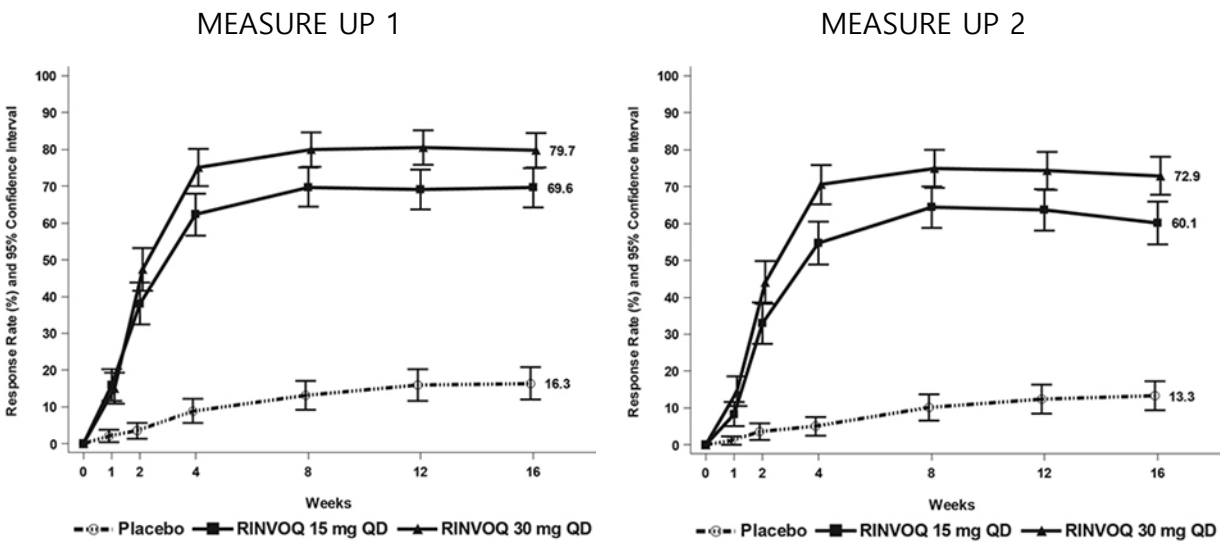 MEASURE UP 1
Response Rate (%) and 95% Confidence Interval
100
90
80
70
60
50
40
30
20
10
0
79.7
69.6
16.3
0 1 2 4 8 12 16
Weeks
Placebo RINVOQ 15 mg QD RINVOQ 30 mg QD
MEASURE UP 2
Response Rate (%) and 95% Confidence Interval
100
90
80
70
60
50
40
30
20
10
0
72.9
60.1
13.3
0 1 2 4 8 12 16
Weeks
Placebo RINVOQ 15 mg QD RINVOQ 30 mg QD